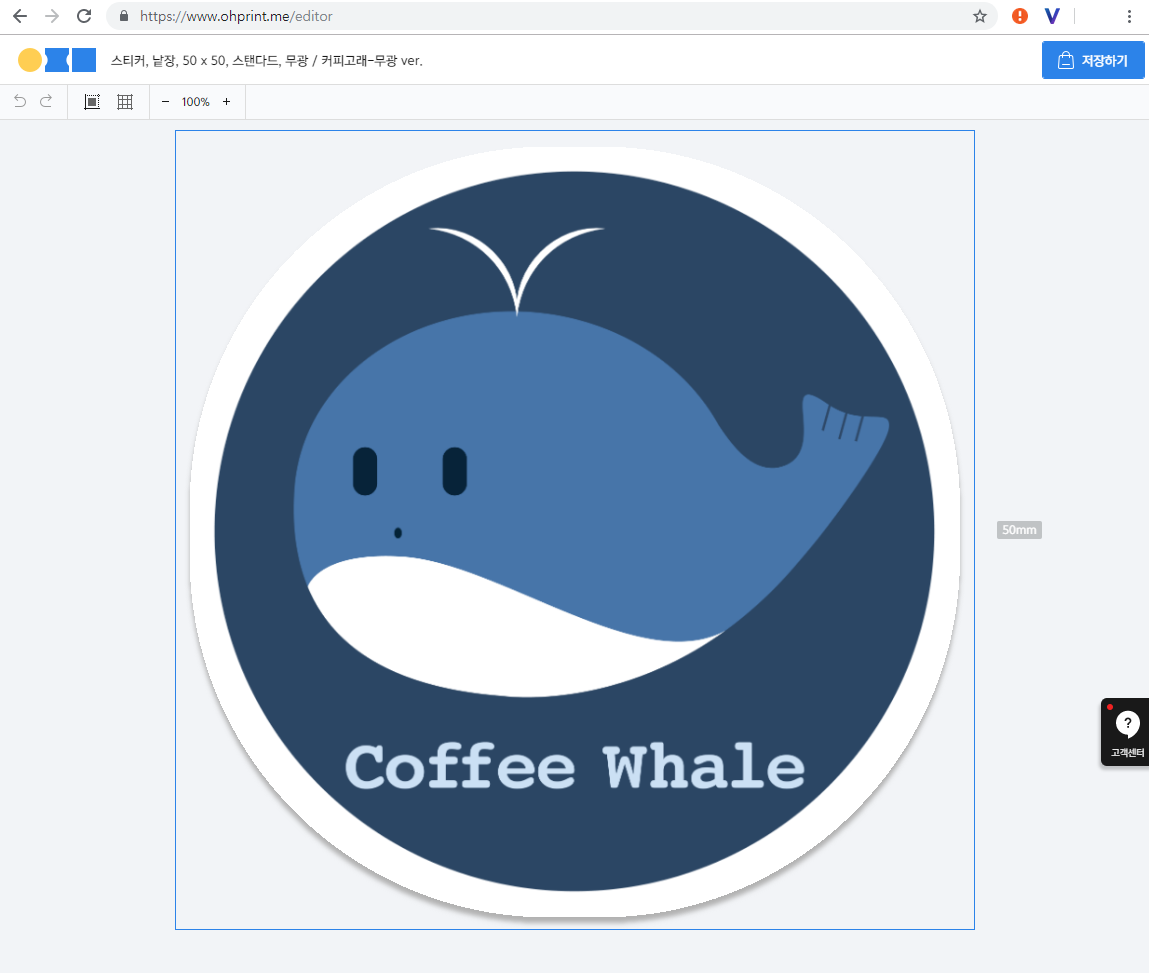 https://www.ohprint.me/editor
스티커, 낱장, 50 x 50, 스탠다드, 무광 / 커피고래-무광 ver.
저장하기
− 100% +
50mm
고객센터
Coffee Whale